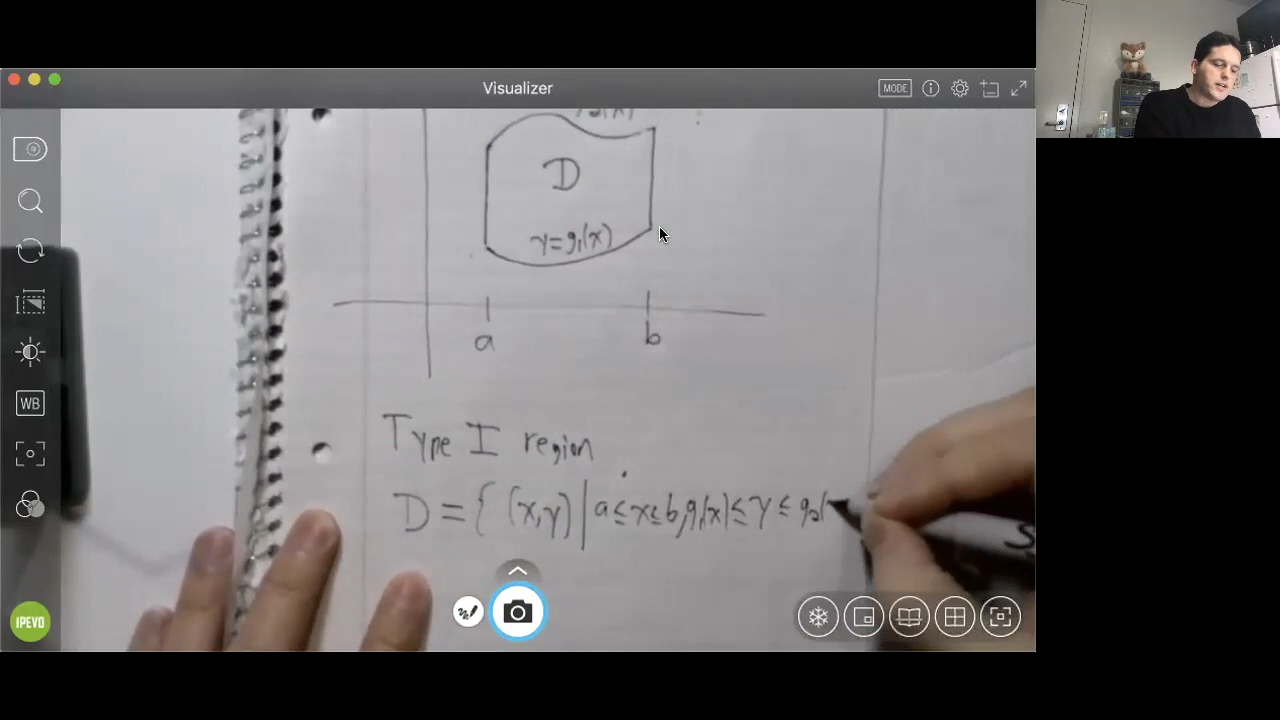 Visualizer
MODE
D
y=g₁(x)
a
b
WB
Type I region
D = { (x,y) | a≤x≤b, g₁(x)≤y≤g₂(
IPEVO